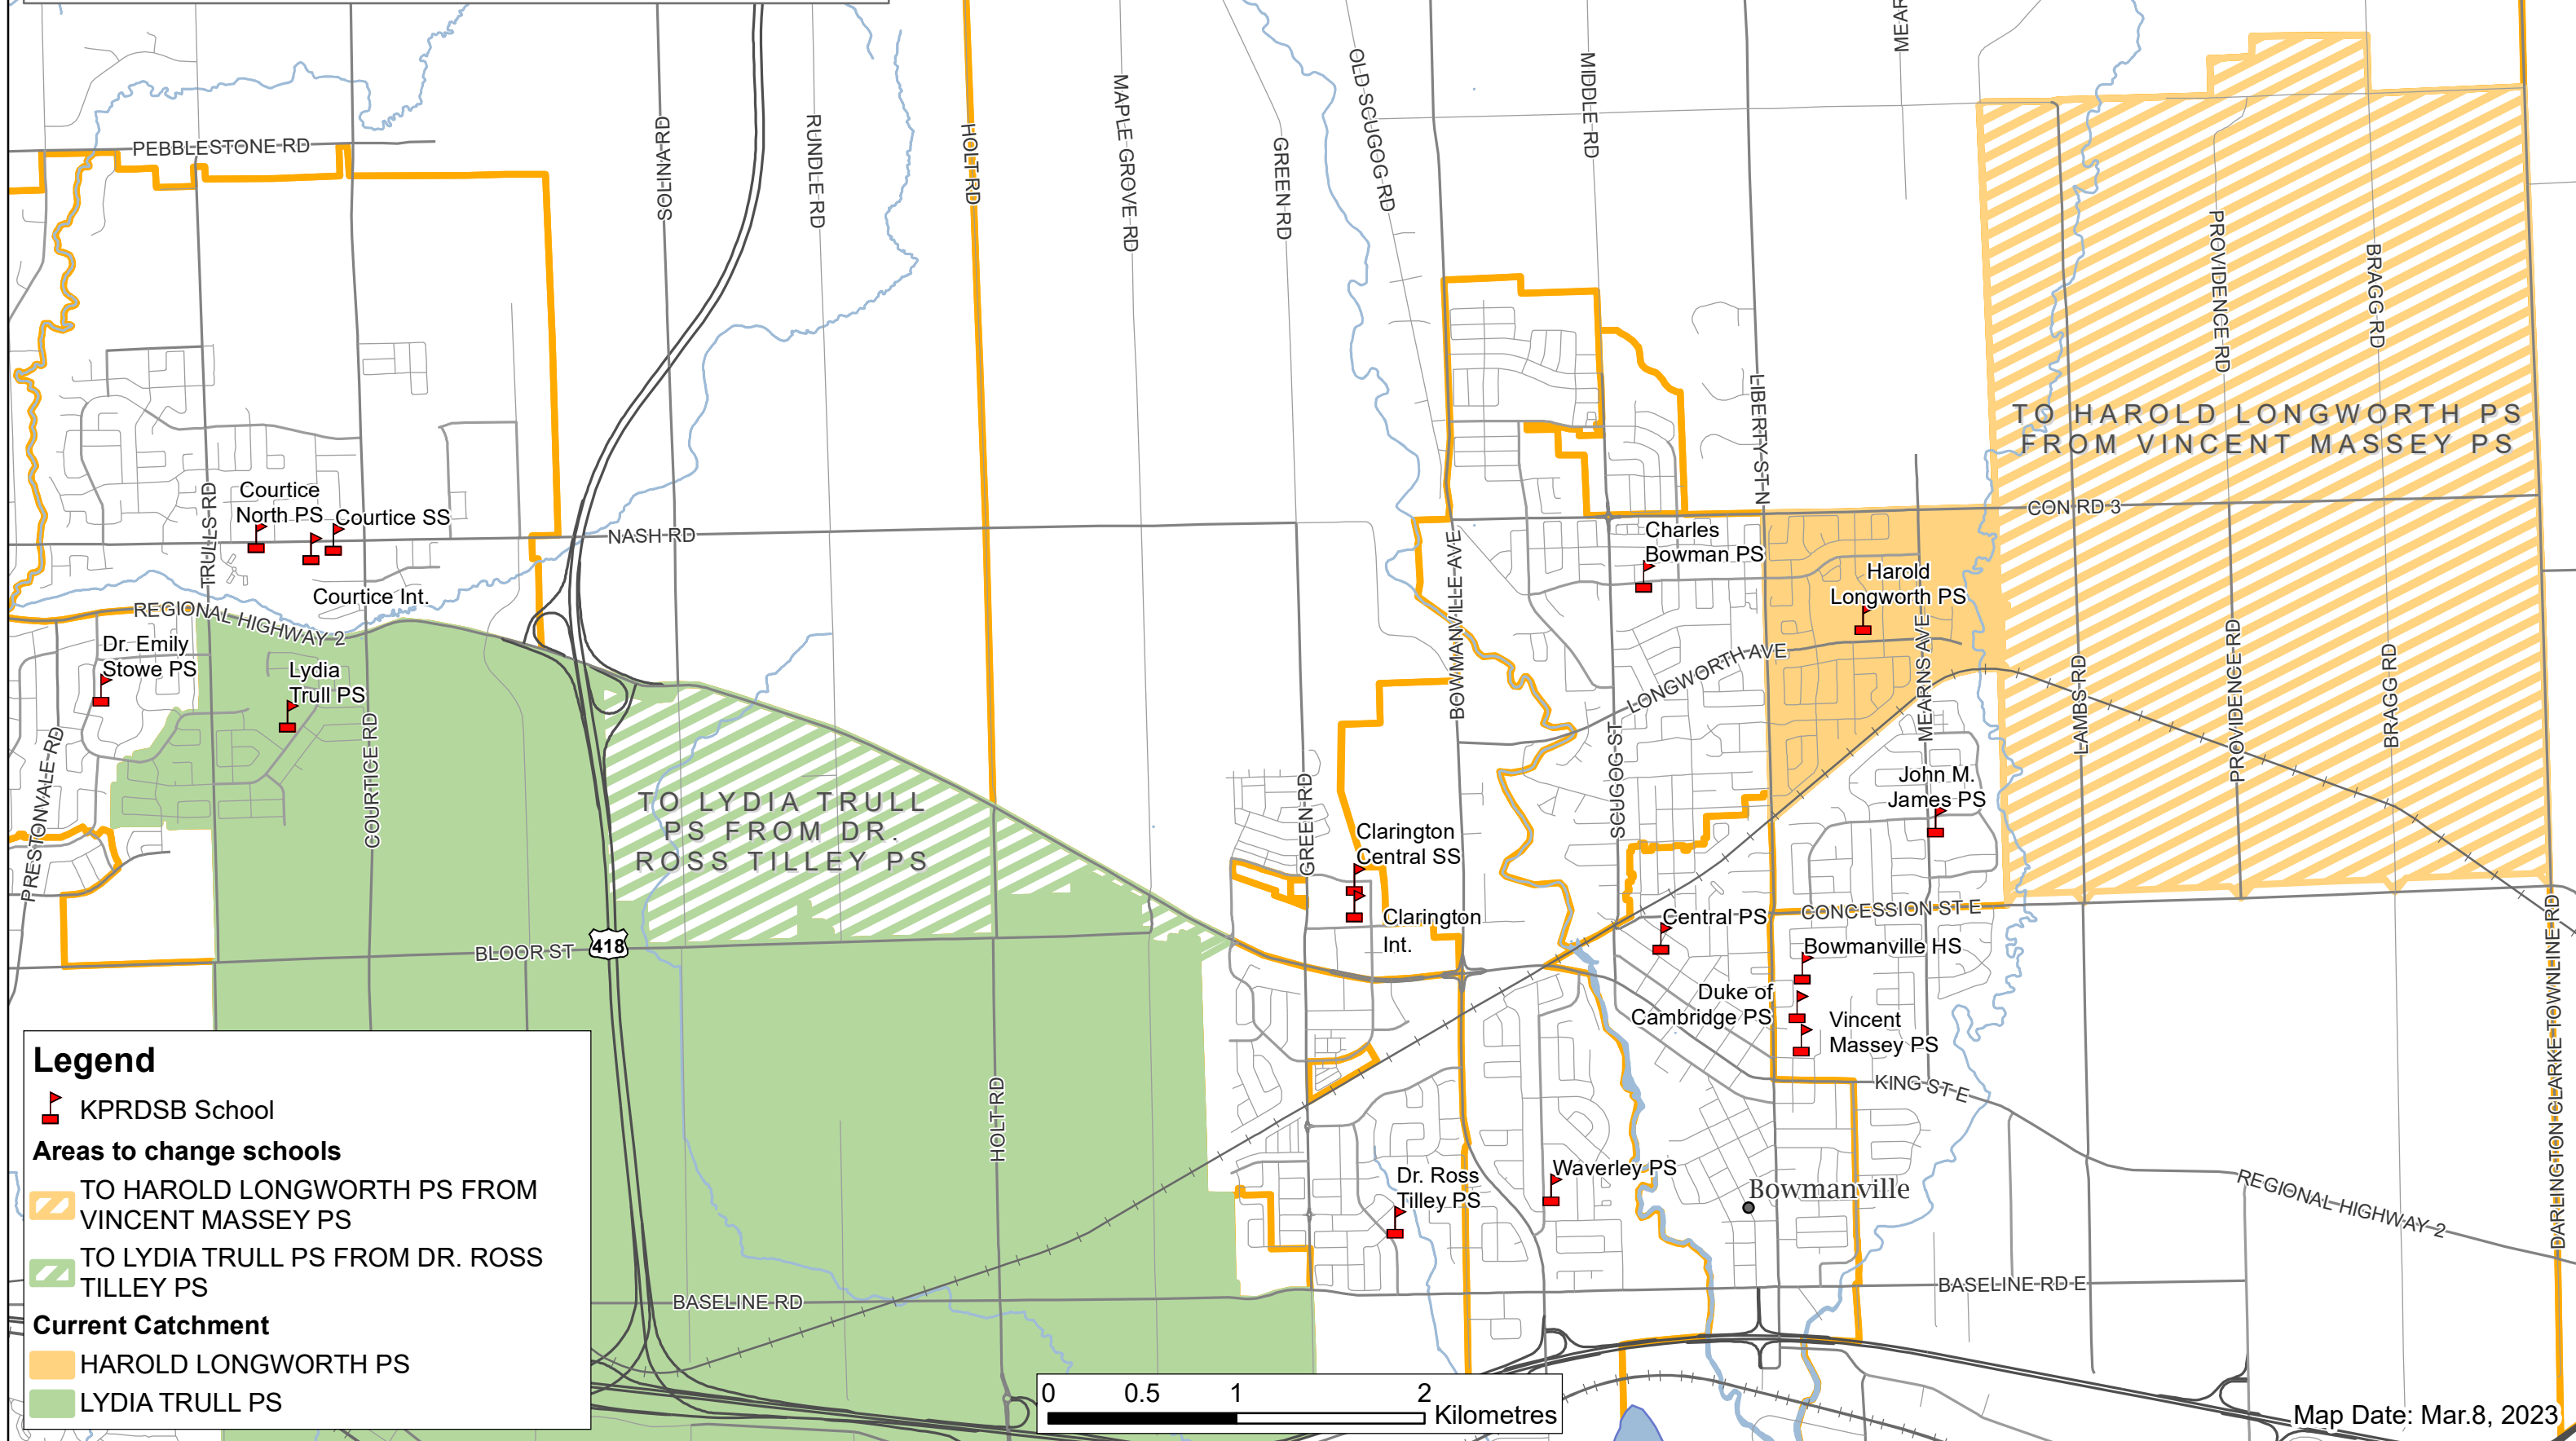 MEAR
PEBBLESTONE RD
SOLINA RD
RUNDLE RD
HOLT RD
MAPLE GROVE RD
GREEN RD
OLD SCUGOG RD
MIDDLE RD
LIBERTY ST N
PROVIDENCE RD
BRAGG RD
TO HAROLD LONGWORTH PS
FROM VINCENT MASSEY PS
CON RD 3
TRULLS RD
Courtice
North PS
Courtice SS
Courtice Int.
NASH RD
BOWMANVILLE AVE
Charles
Bowman PS
Harold
Longworth PS
REGIONAL HIGHWAY 2
Dr. Emily
Stowe PS
Lydia
Trull PS
COURTICE RD
PRESTONVALE RD
LONGWORTH AVE
SCUGOG ST
MEARNS AVE
LAMBS RD
PROVIDENCE RD
BRAGG RD
John M.
James PS
TO LYDIA TRULL
PS FROM DR.
ROSS TILLEY PS
GREEN RD
Clarington
Central SS
Clarington
Int.
Central PS
CONCESSION ST E
Bowmanville HS
Duke of
Cambridge PS
Vincent
Massey PS
KING ST E
BLOOR ST
418
HOLT RD
DARLINGTON CLARKE TOWNLINE RD
Dr. Ross
Tilley PS
Waverley PS
Bowmanville
REGIONAL HIGHWAY 2
BASELINE RD
BASELINE RD E
Legend
KPRDSB School
Areas to change schools
TO HAROLD LONGWORTH PS FROM
VINCENT MASSEY PS
TO LYDIA TRULL PS FROM DR. ROSS
TILLEY PS
Current Catchment
HAROLD LONGWORTH PS
LYDIA TRULL PS
0 0.5 1 2
Kilometres
Map Date: Mar.8, 2023